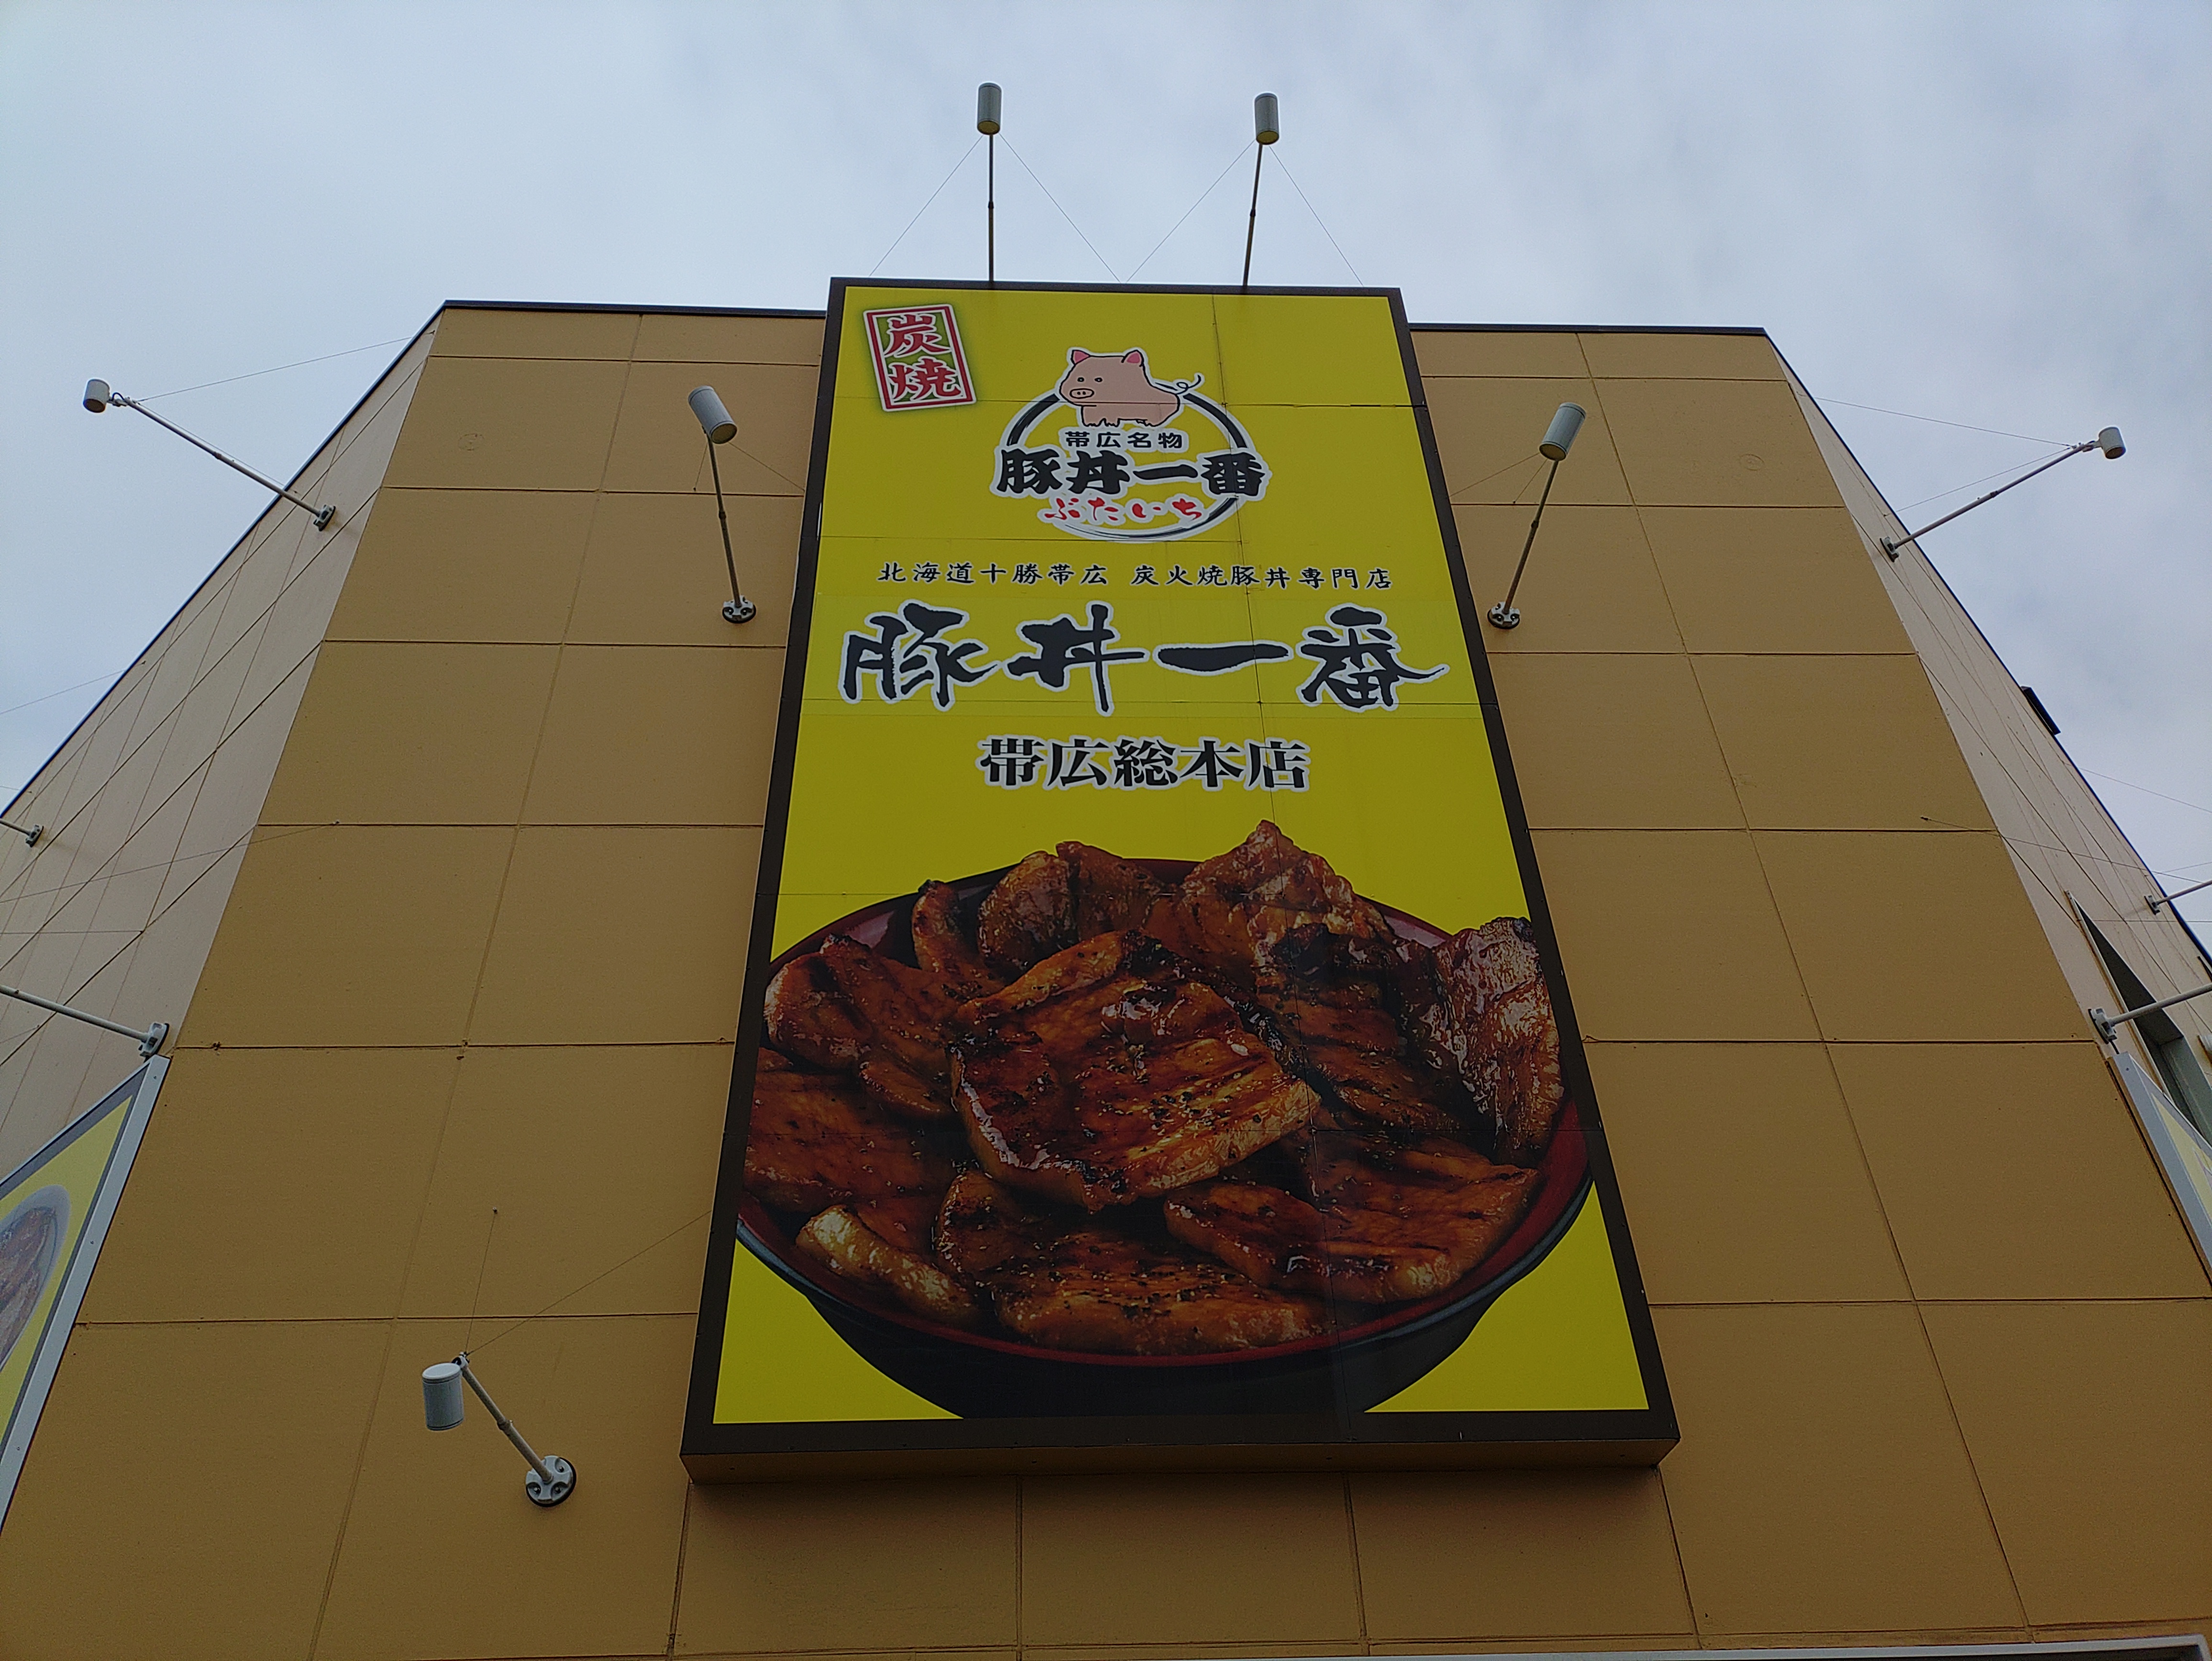 炭
焼
帯広名物
豚丼一番
ぶたいち
北海道十勝帯広 炭火焼豚丼専門店
豚丼一番
帯広総本店